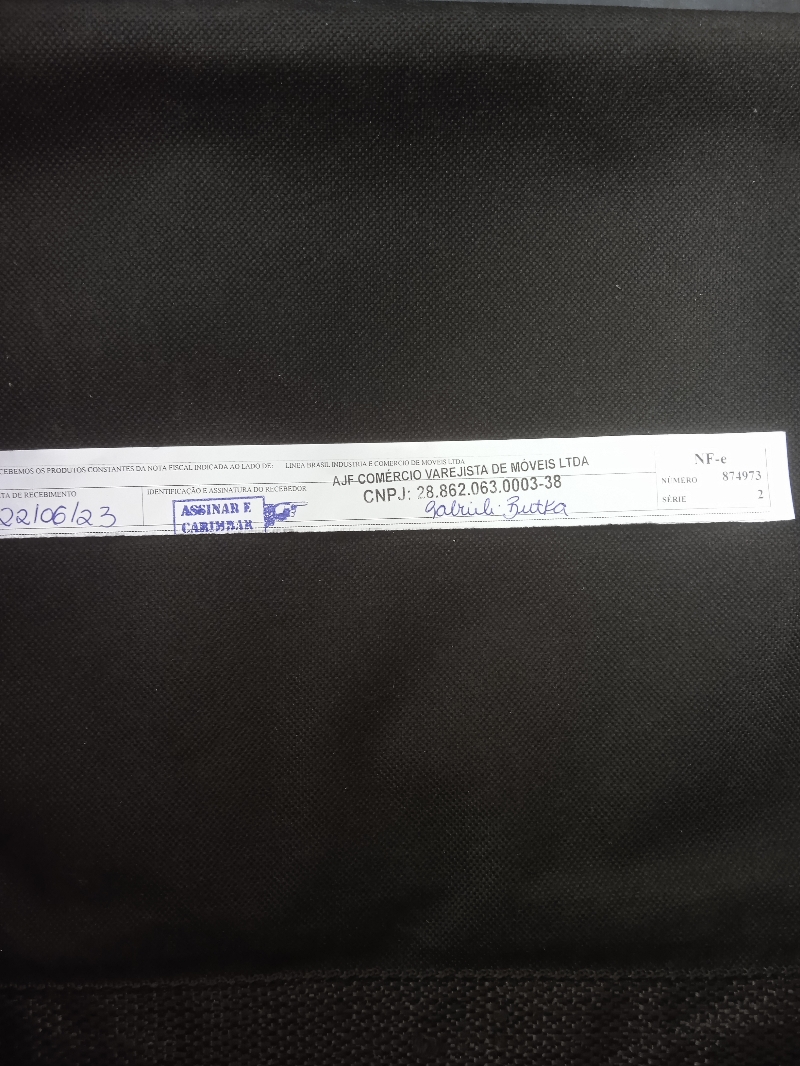 CEBEMOS OS PRODUTOS CONSTANTES DA NOTA FISCAL INDICADA AO LADO DE: LINEA BRASIL INDUSTRIA E COMERCIO DE MOVEIS LTDA
TA DE RECEBIMENTO
22/06/23
IDENTIFICAÇÃO E ASSINATURA DO RECEBEDOR
ASSINAR E
CARIMBAR
AJF COMÉRCIO VAREJISTA DE MÓVEIS LTDA
CNPJ: 28.862.063.0003-38
Gabrieli Butka
NF-e
NÚMERO 874973
SÉRIE 2